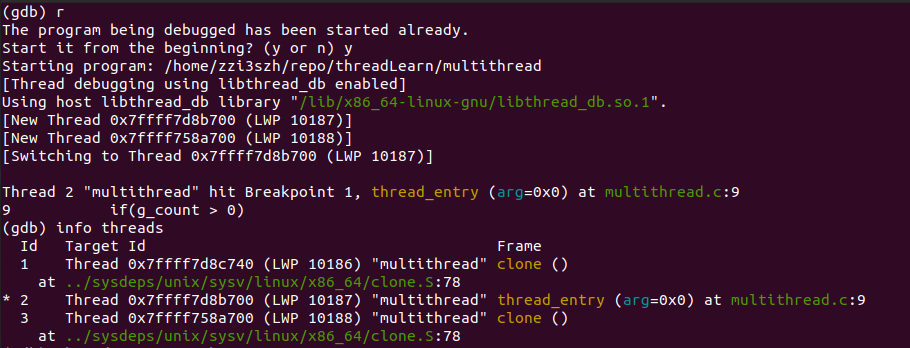 (gdb) r
The program being debugged has been started already.
Start it from the beginning? (y or n) y
Starting program: /home/zzi3szh/repo/threadLearn/multithread
[Thread debugging using libthread_db enabled]
Using host libthread_db library "/lib/x86_64-linux-gnu/libthread_db.so.1".
[New Thread 0x7ffff7d8b700 (LWP 10187)]
[New Thread 0x7ffff758a700 (LWP 10188)]
[Switching to Thread 0x7ffff7d8b700 (LWP 10187)]

Thread 2 "multithread" hit Breakpoint 1, thread_entry (arg=0x0) at multithread.c:9
9           if(g_count > 0)
(gdb) info threads
  Id   Target Id                                       Frame
  1    Thread 0x7ffff7d8c740 (LWP 10186) "multithread" clone ()
    at ../sysdeps/unix/sysv/linux/x86_64/clone.S:78
* 2    Thread 0x7ffff7d8b700 (LWP 10187) "multithread" thread_entry (arg=0x0) at multithread.c:9
  3    Thread 0x7ffff758a700 (LWP 10188) "multithread" clone ()
    at ../sysdeps/unix/sysv/linux/x86_64/clone.S:78